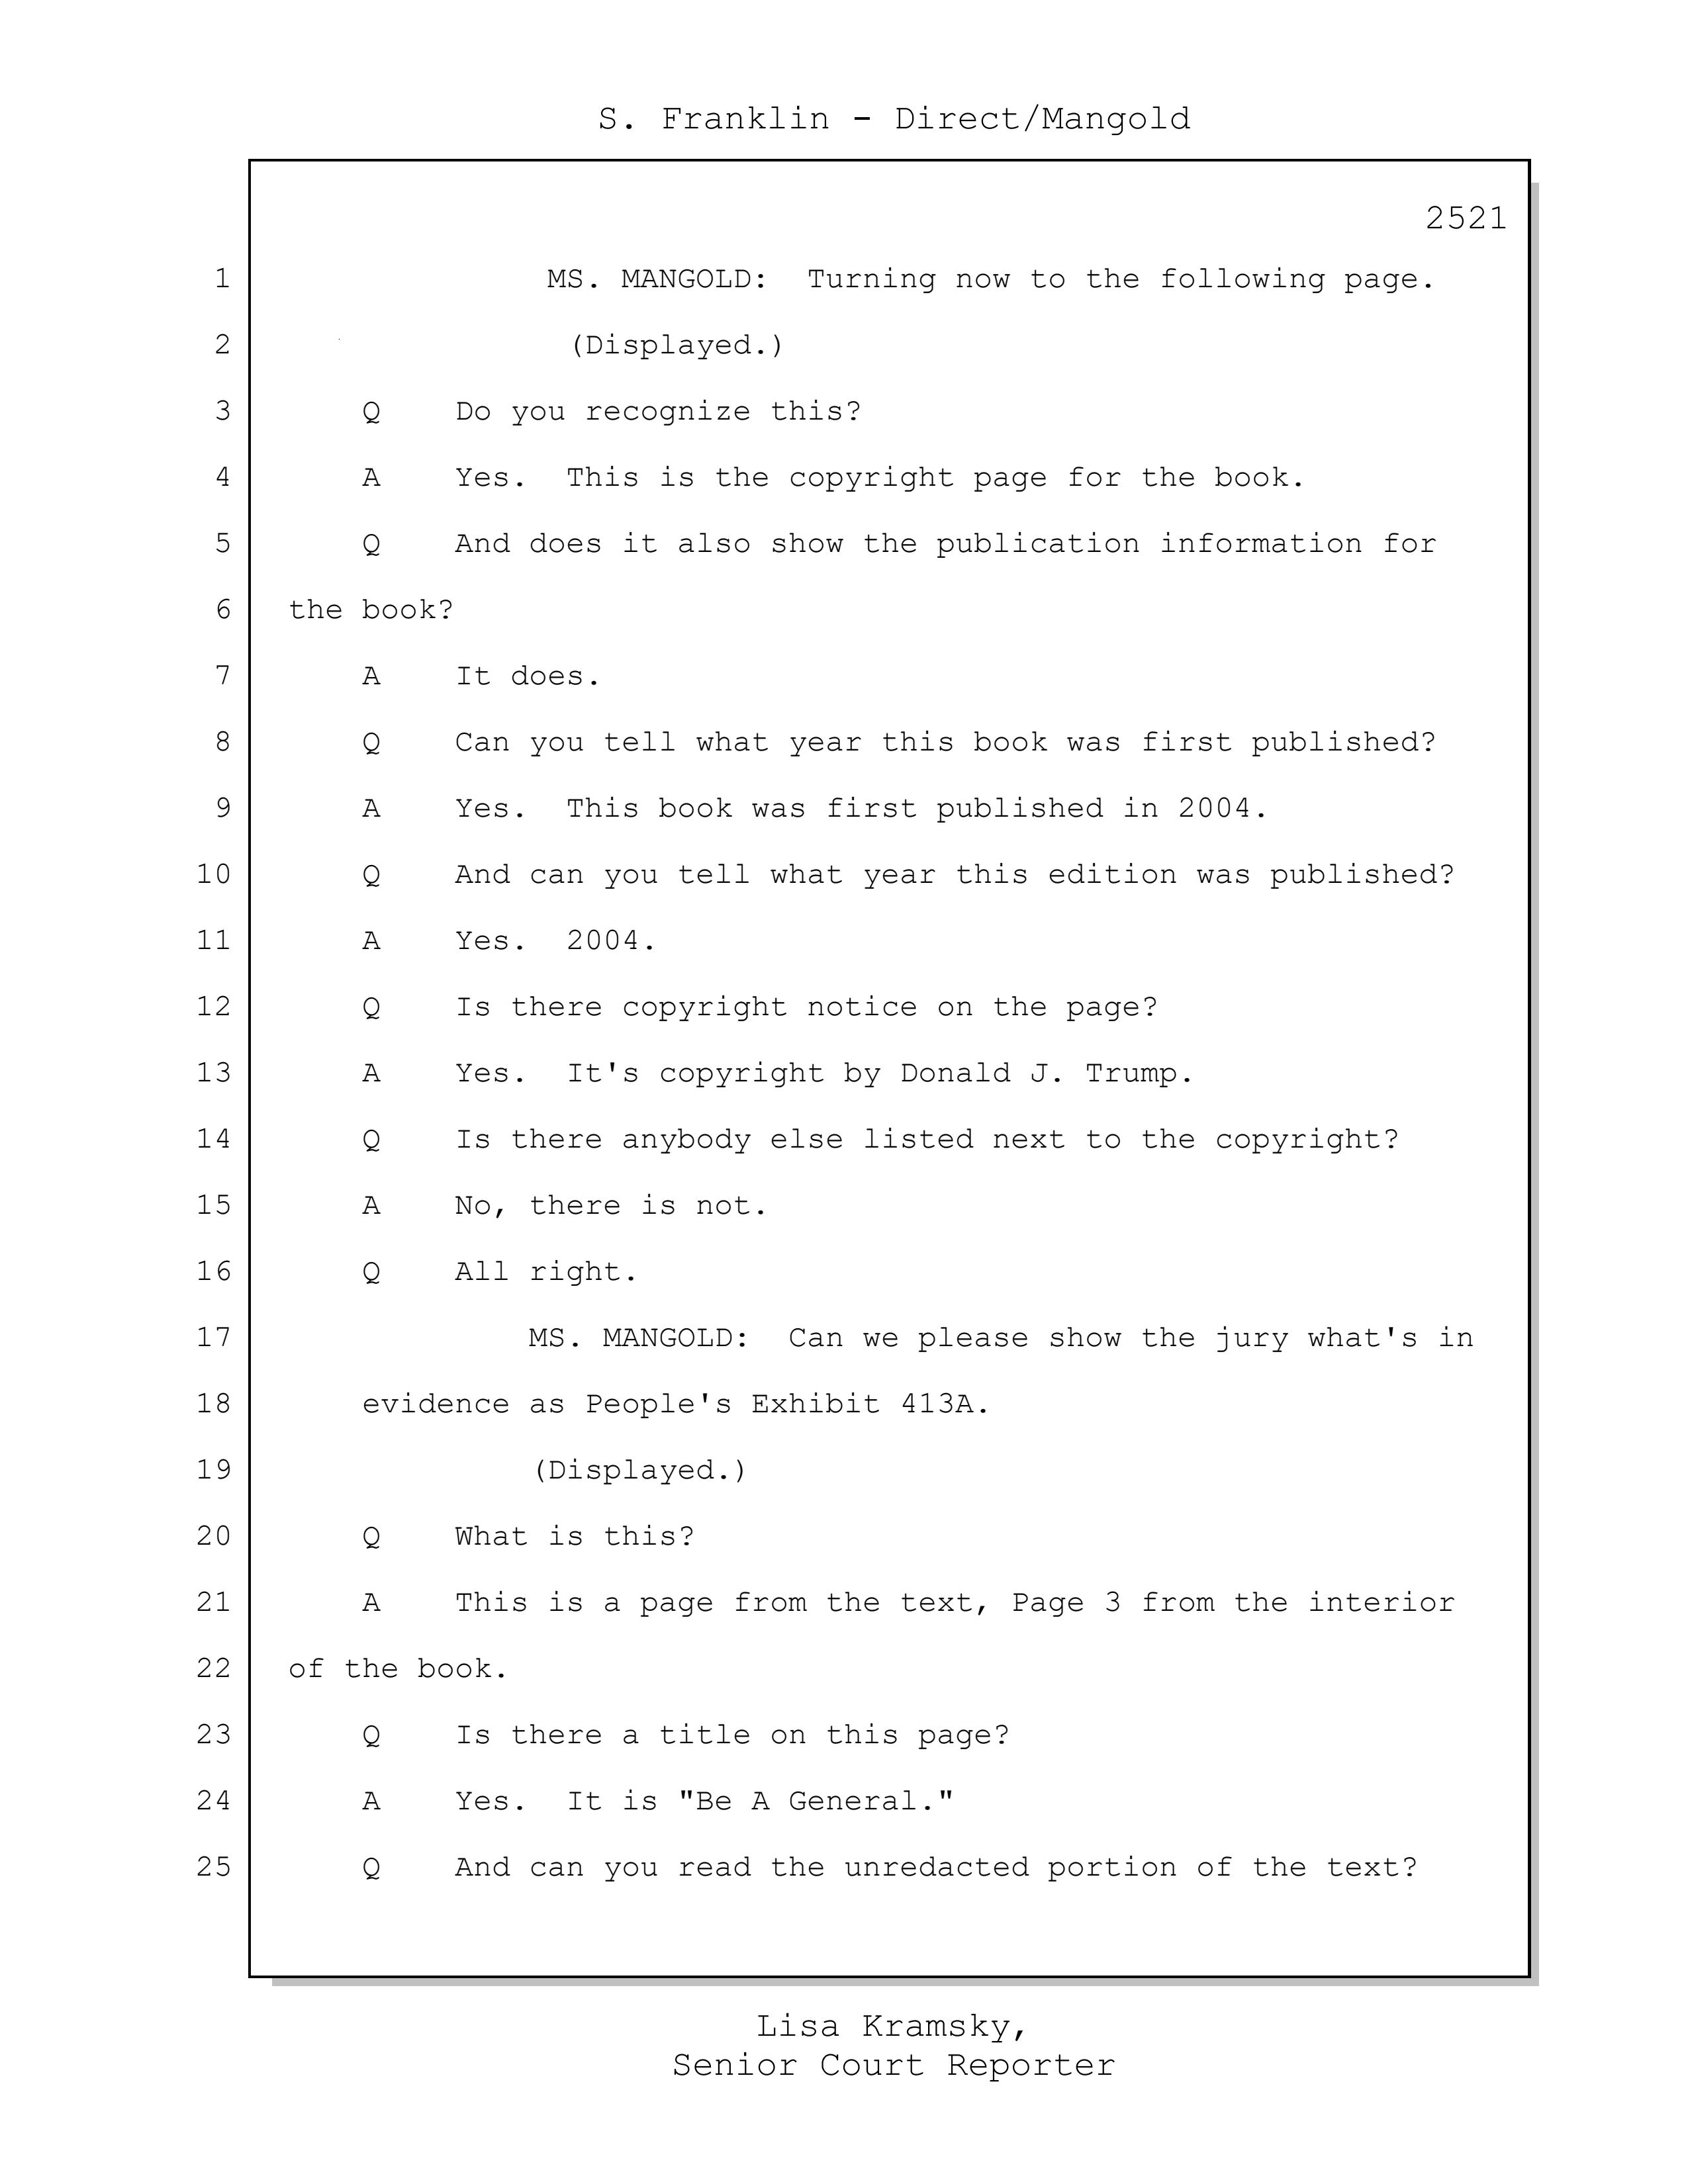 S. Franklin - Direct/Mangold
2521
1 MS. MANGOLD: Turning now to the following page.
2 (Displayed.)
3 Q Do you recognize this?
4 A Yes. This is the copyright page for the book.
5 Q And does it also show the publication information for
6 the book?
7 A It does.
8 Q Can you tell what year this book was first published?
9 A Yes. This book was first published in 2004.
10 Q And can you tell what year this edition was published?
11 A Yes. 2004.
12 Q Is there copyright notice on the page?
13 A Yes. It's copyright by Donald J. Trump.
14 Q Is there anybody else listed next to the copyright?
15 A No, there is not.
16 Q All right.
17 MS. MANGOLD: Can we please show the jury what's in
18 evidence as People's Exhibit 413A.
19 (Displayed.)
20 Q What is this?
21 A This is a page from the text, Page 3 from the interior
22 of the book.
23 Q Is there a title on this page?
24 A Yes. It is "Be A General."
25 Q And can you read the unredacted portion of the text?
Lisa Kramsky,
Senior Court Reporter